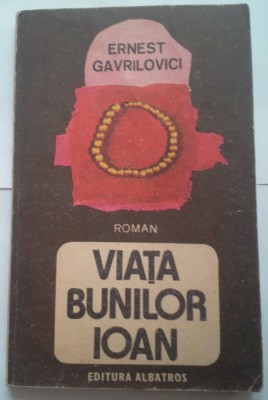 ERNEST
GAVRILOVICI
ROMAN
VIAȚA
BUNILOR
IOAN
EDITURA ALBATROS